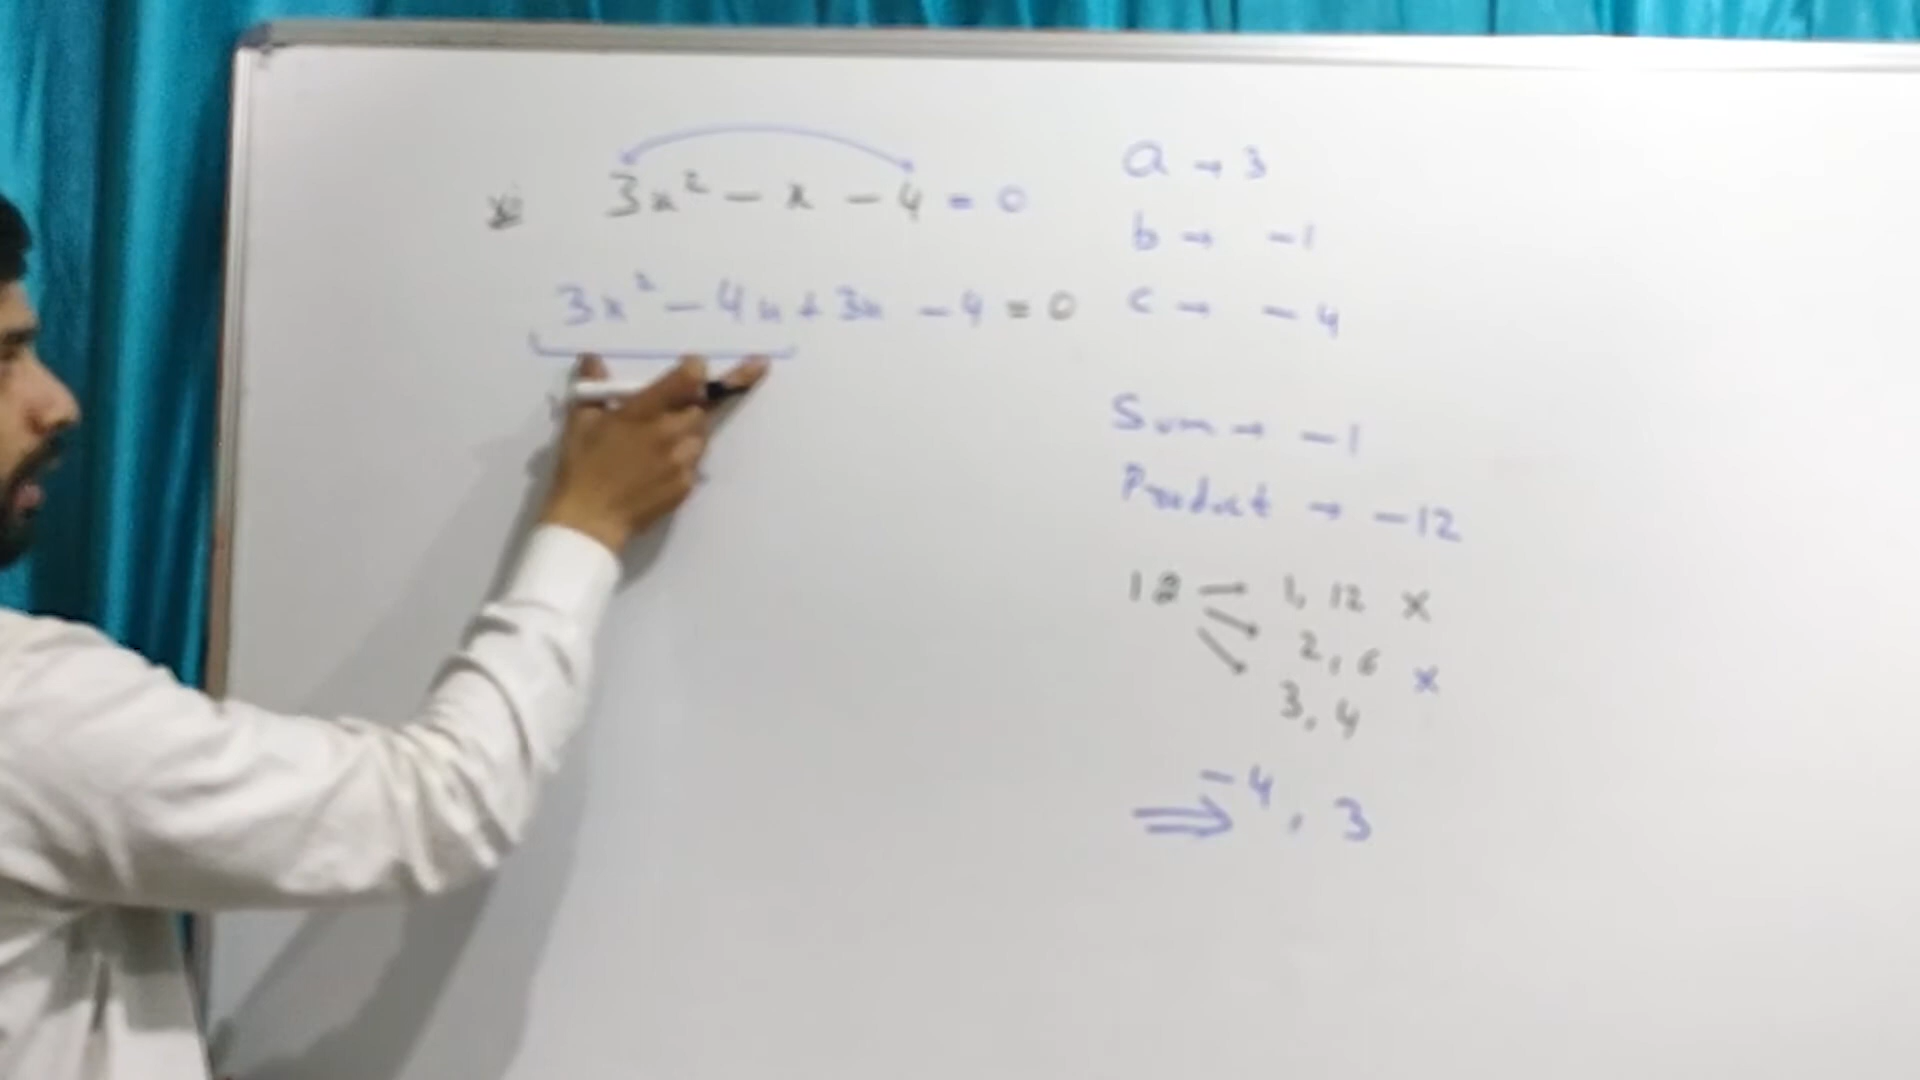 3x² - x - 4 = 0
3x² - 4x + 3x - 4 = 0
a → 3
b → -1
c → -4
Sum → -1
Product → -12
12 → 1, 12 ×
2, 6 ×
3, 4
⇒ -4, 3